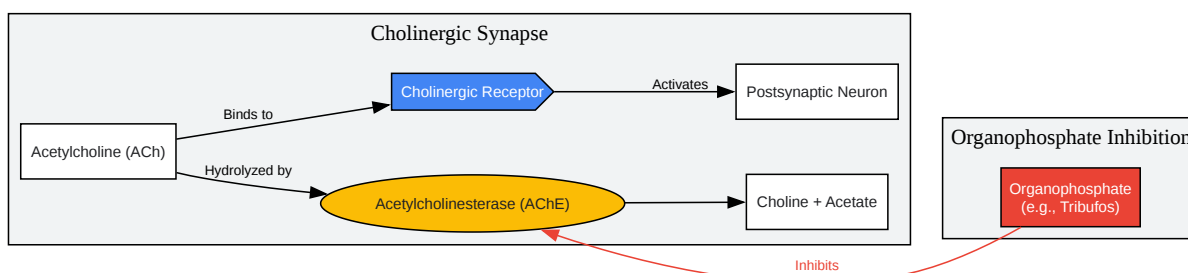 Cholinergic Synapse
Cholinergic Receptor
Activates
Postsynaptic Neuron
Binds to
Acetylcholine (ACh)
Hydrolyzed by
Acetylcholinesterase (AChE)
Choline + Acetate
Organophosphate Inhibition
Organophosphate
(e.g., Tribufos)
Inhibits